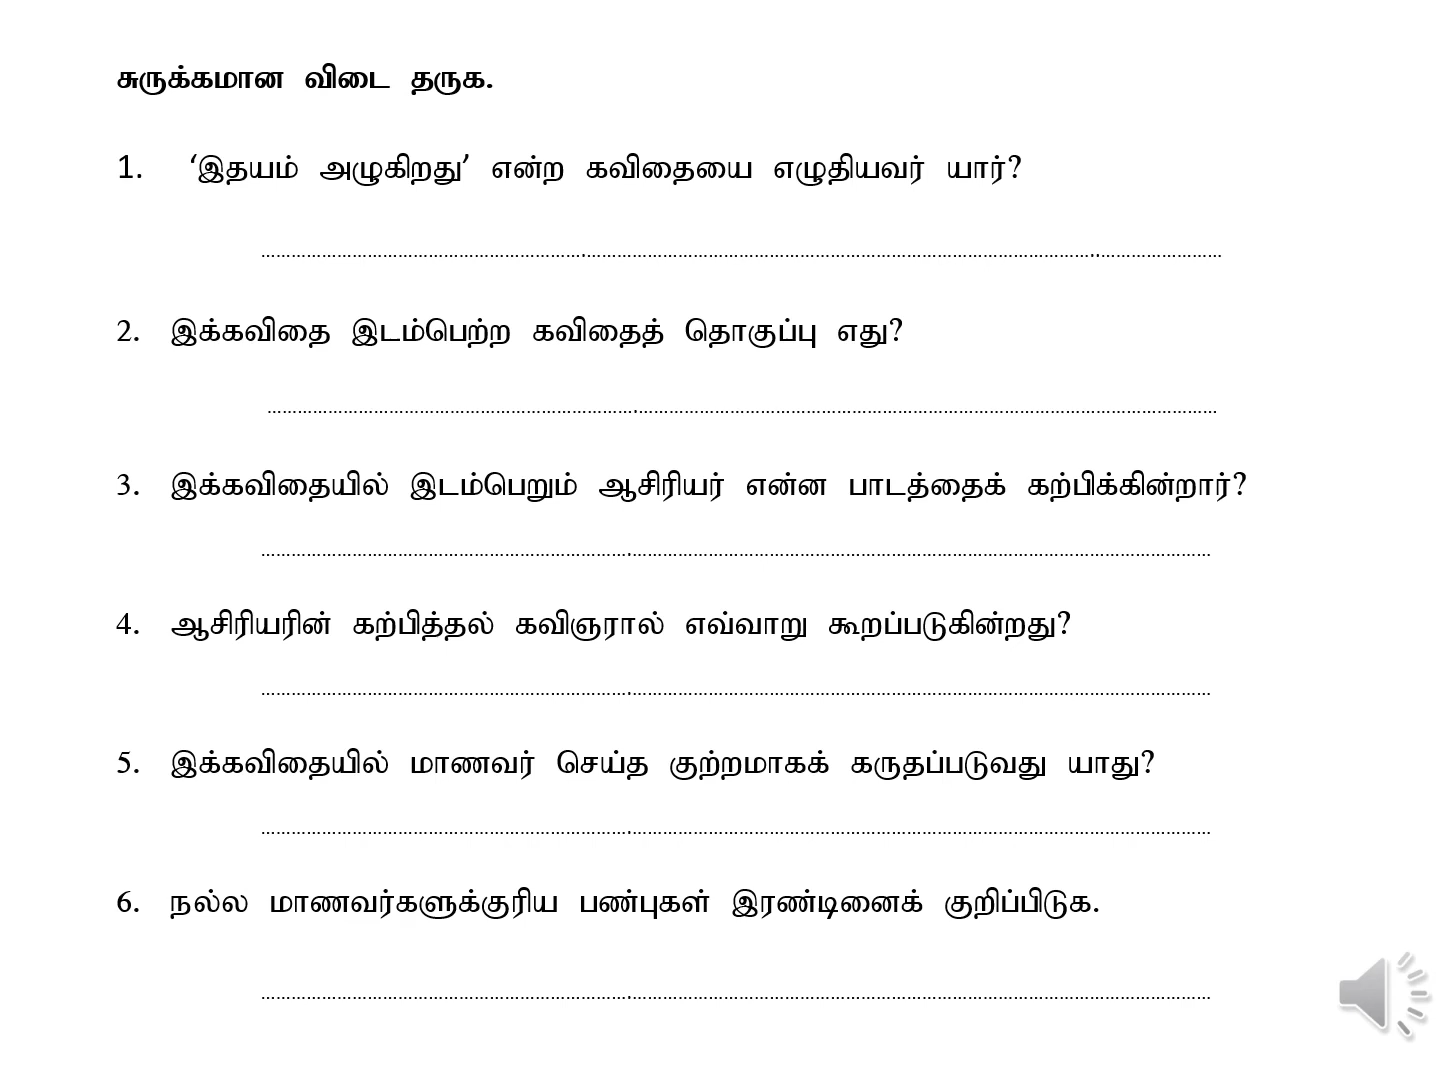 சுருக்கமான விடை தருக.
1. ‘இதயம் அழுகிறது’ என்ற கவிதையை எழுதியவர் யார்?
....................................................................................................
2. இக்கவிதை இடம்பெற்ற கவிதைத் தொகுப்பு எது?
....................................................................................................
3. இக்கவிதையில் இடம்பெறும் ஆசிரியர் என்ன பாடத்தைக் கற்பிக்கின்றார்?
....................................................................................................
4. ஆசிரியரின் கற்பித்தல் கவிஞரால் எவ்வாறு கூறப்படுகின்றது?
....................................................................................................
5. இக்கவிதையில் மாணவர் செய்த குற்றமாகக் கருதப்படுவது யாது?
....................................................................................................
6. நல்ல மாணவர்களுக்குரிய பண்புகள் இரண்டினைக் குறிப்பிடுக.
....................................................................................................